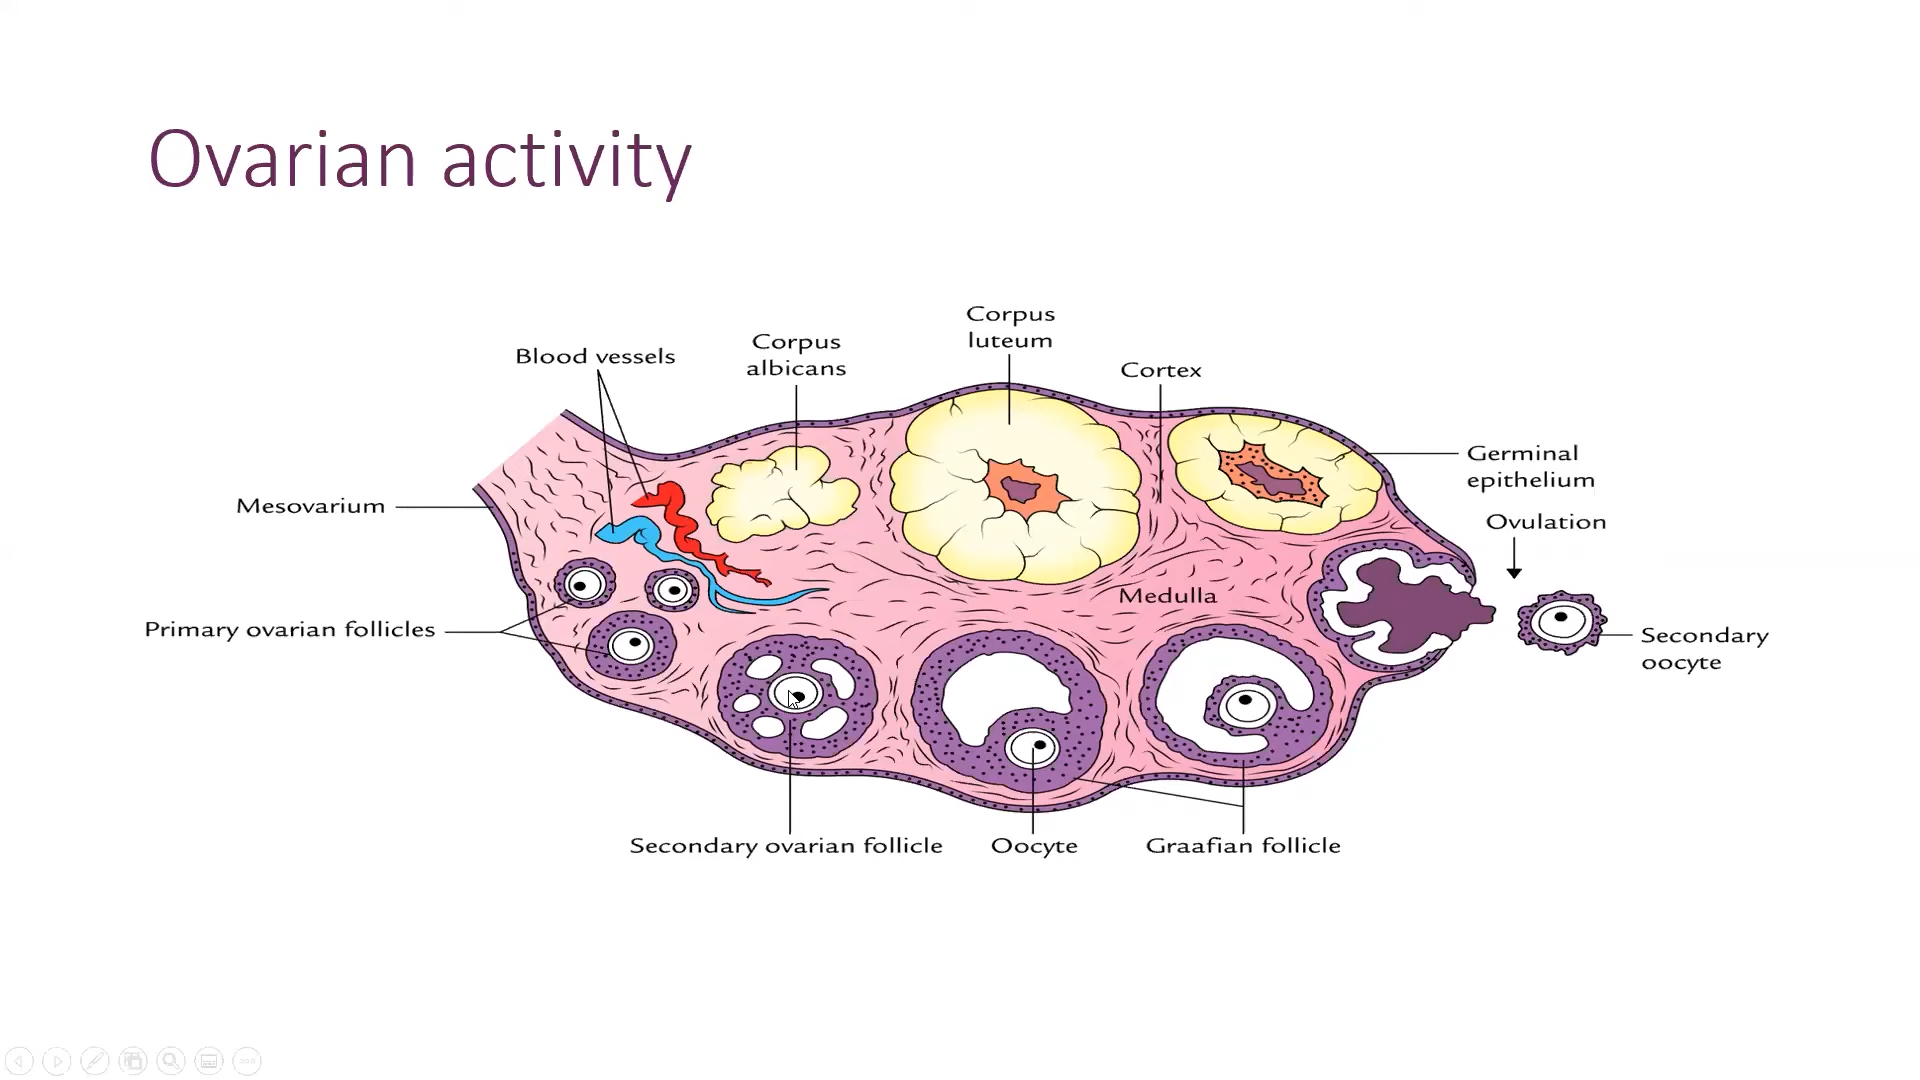 Ovarian activity
Corpus
luteum
Corpus
albicans
Blood vessels
Cortex
Germinal
epithelium
Mesovarium
Ovulation
Medulla
Primary ovarian follicles
Secondary
oocyte
Secondary ovarian follicle
Oocyte
Graafian follicle